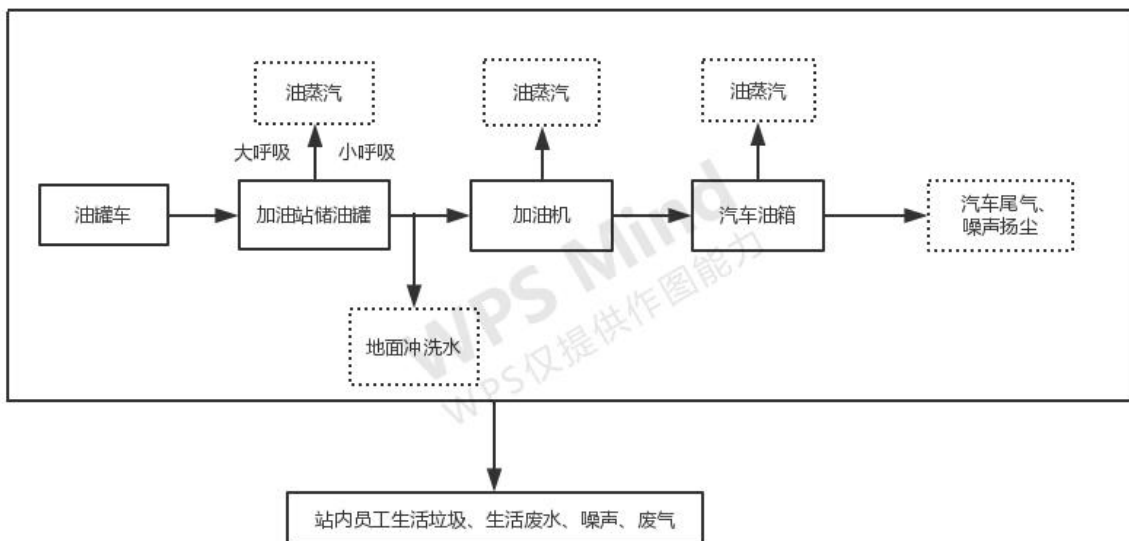 油蒸汽
油蒸汽
油蒸汽
大呼吸
小呼吸
油罐车
加油站储油罐
加油机
汽车油箱
汽车尾气、
噪声扬尘
地面冲洗水
WPS Mind
WPS仅提供作图能力
站内员工生活垃圾、生活废水、噪声、废气